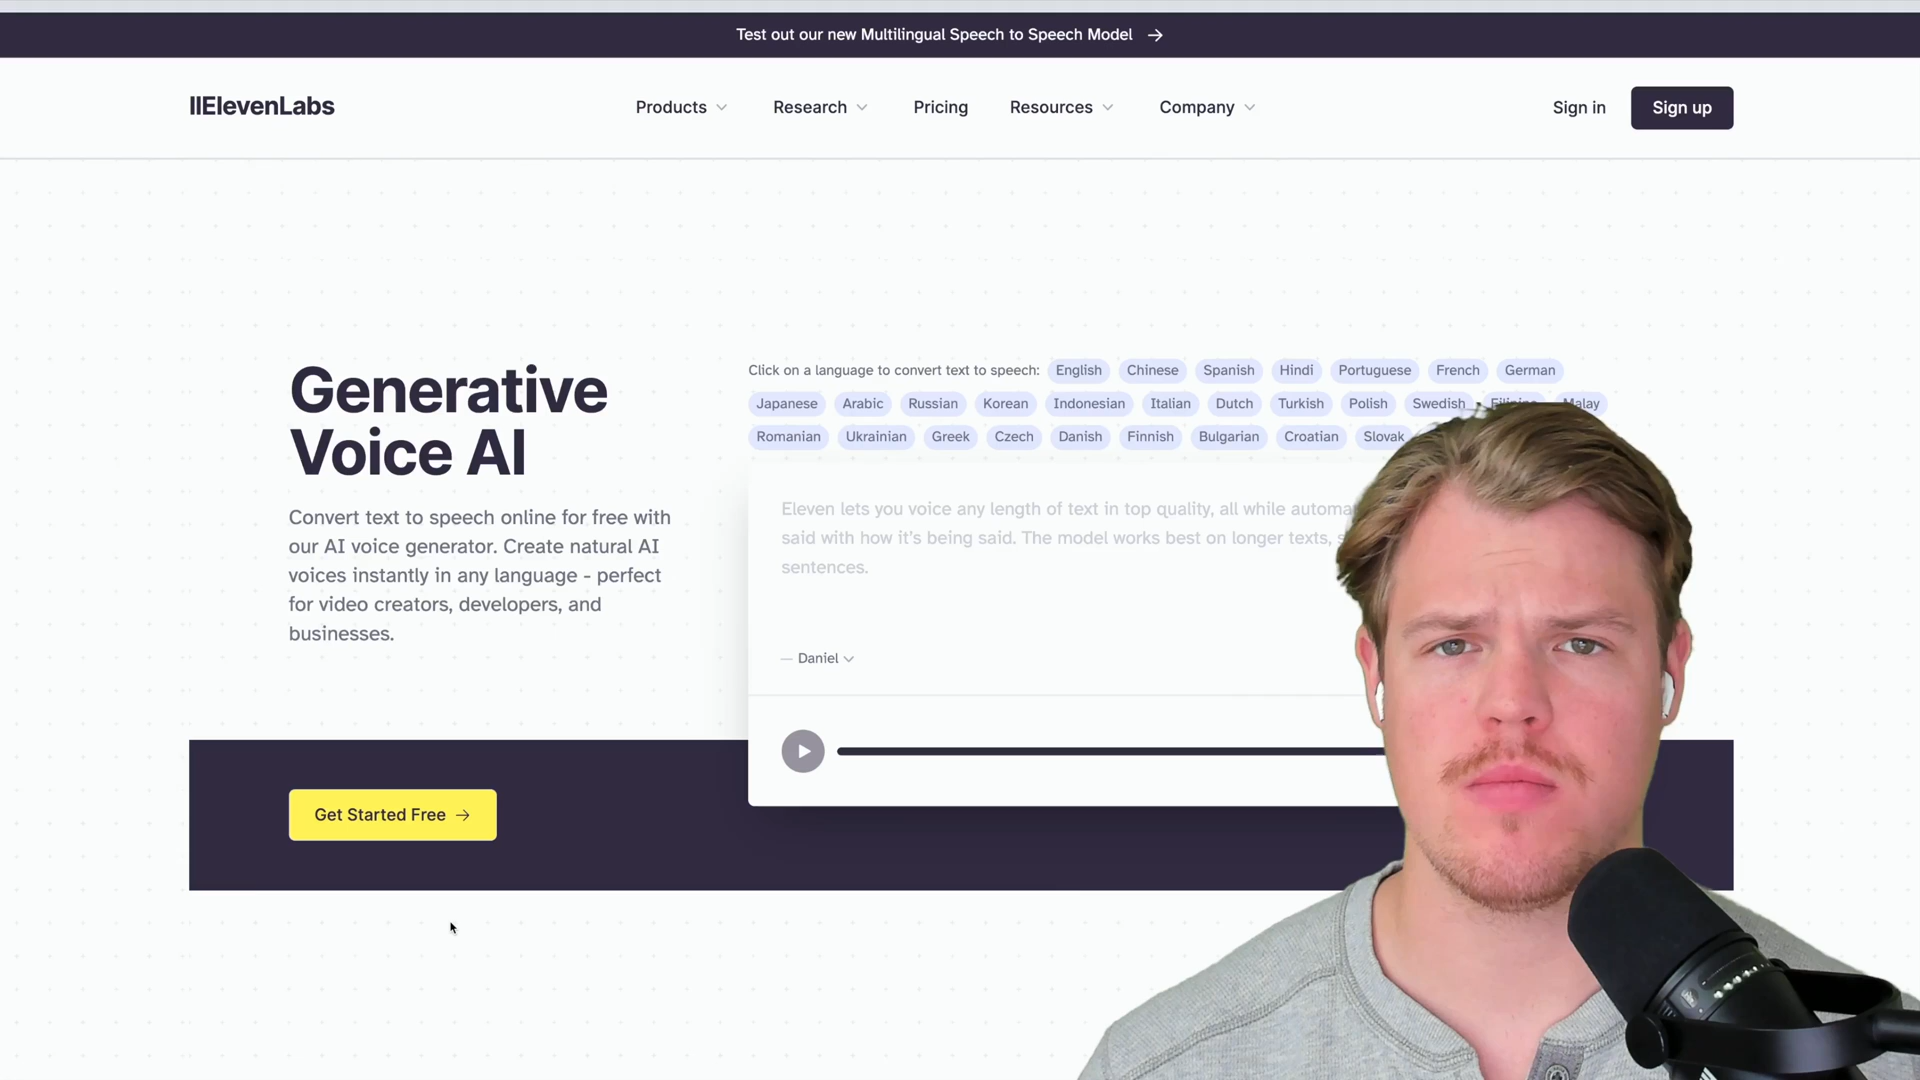 Test out our new Multilingual Speech to Speech Model →
IIElevenLabs
Products
Research
Pricing
Resources
Company
Sign in
Sign up
Generative
Voice AI
Convert text to speech online for free with
our AI voice generator. Create natural AI
voices instantly in any language - perfect
for video creators, developers, and
businesses.
Get Started Free →
Click on a language to convert text to speech: English Chinese Spanish Hindi Portuguese French German
Japanese Arabic Russian Korean Indonesian Italian Dutch Turkish Polish Swedish Filipino Malay
Romanian Ukrainian Greek Czech Danish Finnish Bulgarian Croatian Slovak
Eleven lets you voice any length of text in top quality, all while
said with how it's being said. The model works best on longer texts,
sentences.
— Daniel